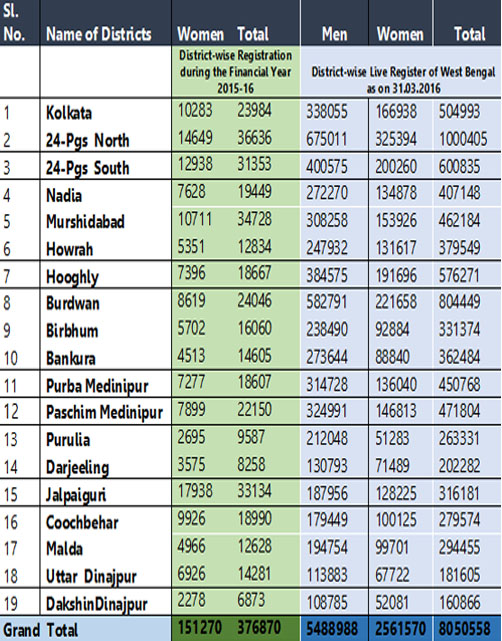 Sl.
No. Name of Districts Women Total Men Women Total
District-wise Registration
during the Financial Year
2015-16
District-wise Live Register of West Bengal
as on 31.03.2016
1 Kolkata 10283 23984 338055 166938 504993
2 24-Pgs North 14649 36636 675011 325394 1000405
3 24-Pgs South 12938 31353 400575 200260 600835
4 Nadia 7628 19449 272270 134878 407148
5 Murshidabad 10711 34728 308258 153926 462184
6 Howrah 5351 12834 247932 131617 379549
7 Hooghly 7396 18667 384575 191696 576271
8 Burdwan 8619 24046 582791 221658 804449
9 Birbhum 5702 16060 238490 92884 331374
10 Bankura 4513 14605 273644 88840 362484
11 Purba Medinipur 7277 18607 314728 136040 450768
12 Paschim Medinipur 7899 22150 324991 146813 471804
13 Purulia 2695 9587 212048 51283 263331
14 Darjeeling 3575 8258 130793 71489 202282
15 Jalpaiguri 17938 33134 187956 128225 316181
16 Coochbehar 9926 18990 179449 100125 279574
17 Malda 4966 12628 194754 99701 294455
18 Uttar Dinajpur 6926 14281 113883 67722 181605
19 DakshinDinajpur 2278 6873 108785 52081 160866
Grand Total 151270 376870 5488988 2561570 8050558